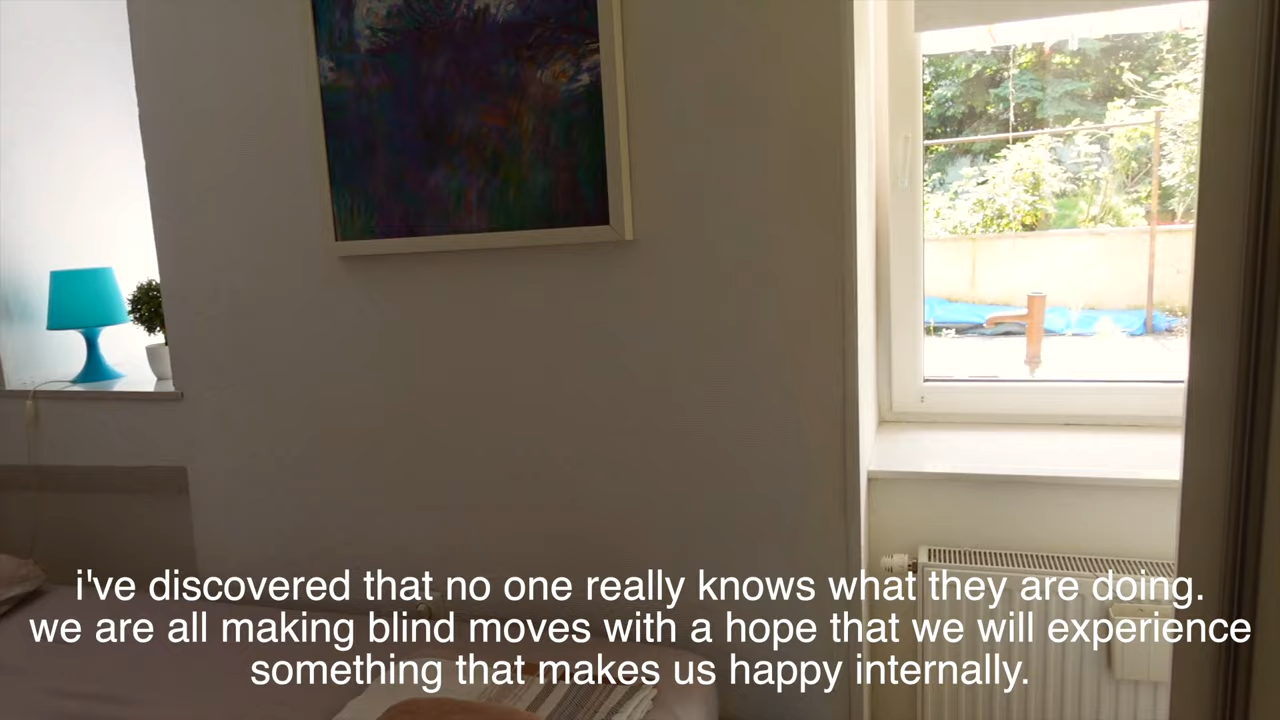 i've discovered that no one really knows what they are doing.
we are all making blind moves with a hope that we will experience
something that makes us happy internally.